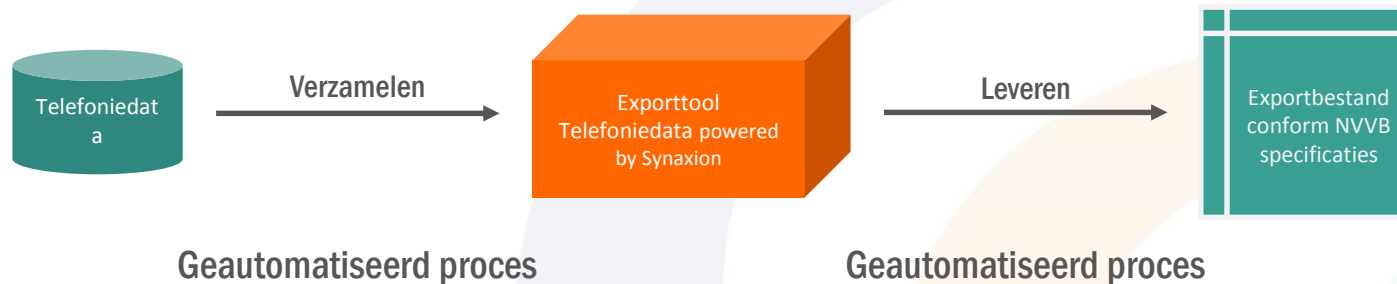 Telefoniedat
a
Verzamelen
Exporttool
Telefoniedata powered
by Synaxion
Leveren
Exportbestand
conform NVVB
specificaties
Geautomatiseerd proces
Geautomatiseerd proces